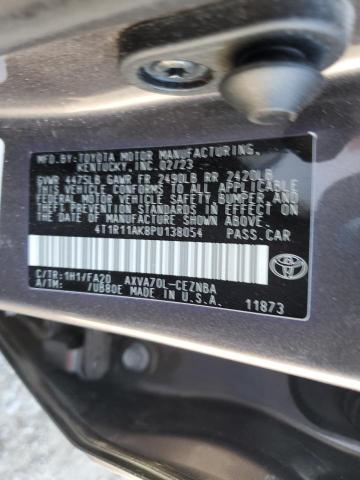 MFD.BY:TOYOTA MOTOR MANUFACTURING,
KENTUCKY, INC. 02/23
GVWR 4475LB GAWR FR 2490LB RR 2420LB
THIS VEHICLE CONFORMS TO ALL APPLICABLE
FEDERAL MOTOR VEHICLE SAFETY, BUMPER, AND
THEFT PREVENTION STANDARDS IN EFFECT ON
THE DATE OF MANUFACTURE SHOWN ABOVE.
4T1R11AK8PU138054 PASS.CAR
C/TR:1H1/FA20 AXVA70L-CEZNBA
A/TM: /UB80E MADE IN U.S.A.
11873